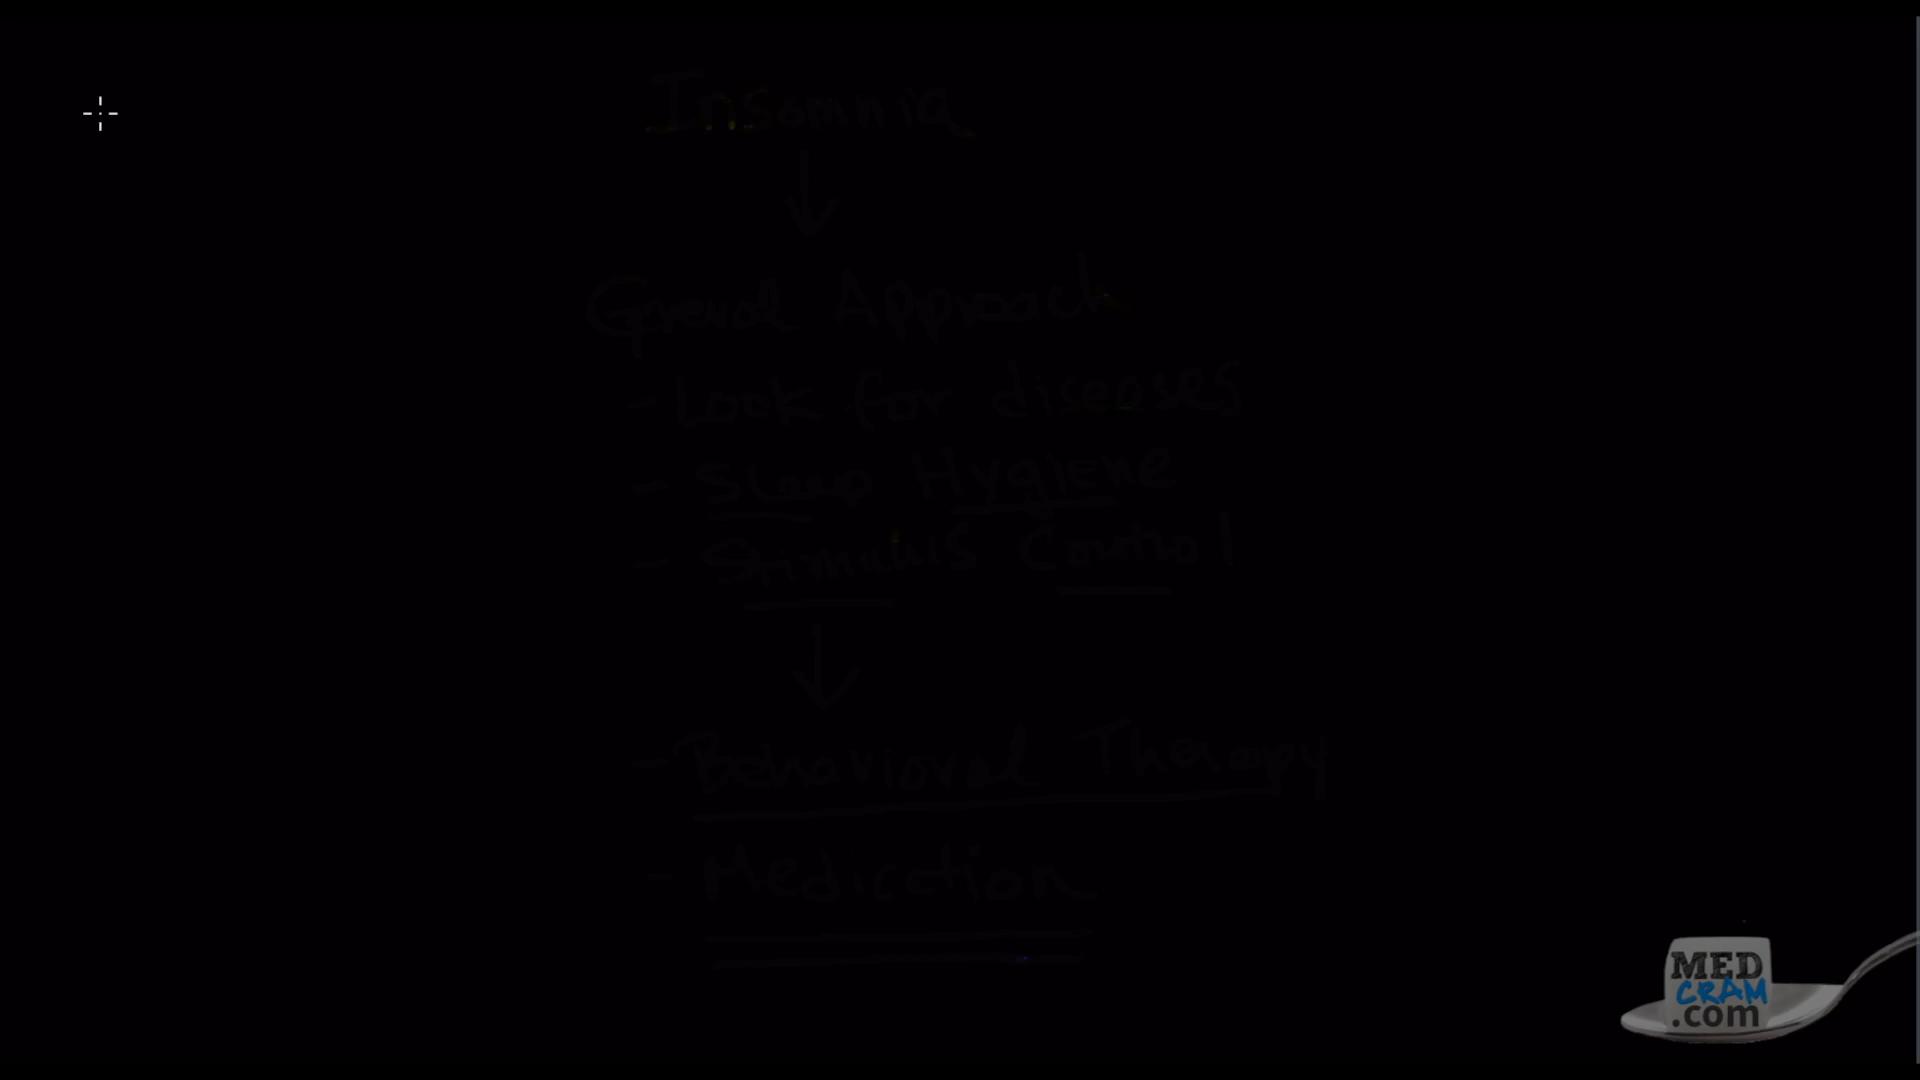 Insomnia
↓
General Approach
- Look for diseases
- Sleep Hygiene
- Stimulus Control
↓
- Behavioral Therapy
- Medication
MED
CRAM
.com